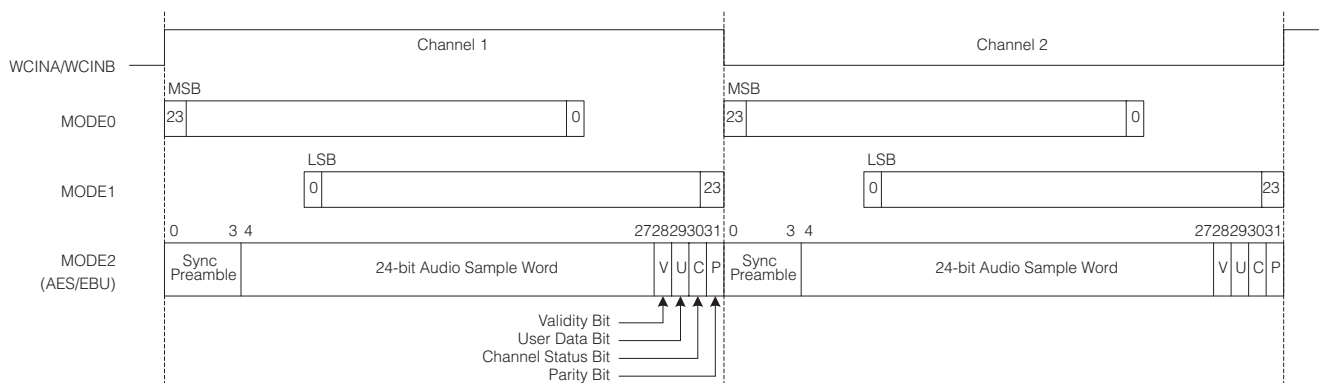 Channel 1
Channel 2
WCINA/WCINB
MSB
MSB
MODE0
23
0
23
0
LSB
LSB
MODE1
0
23
0
23
0 3 4 2728293031 0 3 4 2728293031
MODE2
(AES/EBU)
Sync
Preamble
24-bit Audio Sample Word
V U C P
Sync
Preamble
24-bit Audio Sample Word
V U C P
Validity Bit
User Data Bit
Channel Status Bit
Parity Bit